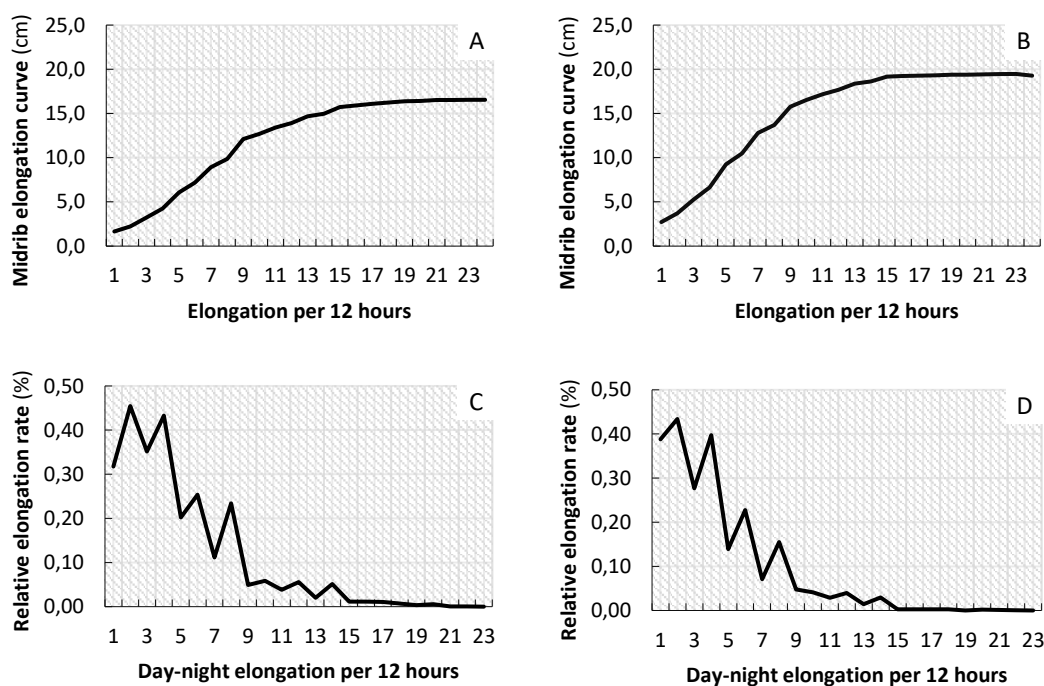 A
Midrib elongation curve (cm)
25,0
20,0
15,0
10,0
5,0
0,0
1 3 5 7 9 11 13 15 17 19 21 23
Elongation per 12 hours
B
Midrib elongation curve (cm)
25,0
20,0
15,0
10,0
5,0
0,0
1 3 5 7 9 11 13 15 17 19 21 23
Elongation per 12 hours
C
Relative elongation rate (%)
0,50
0,40
0,30
0,20
0,10
0,00
1 3 5 7 9 11 13 15 17 19 21 23
Day-night elongation per 12 hours
D
Relative elongation rate (%)
0,50
0,40
0,30
0,20
0,10
0,00
1 3 5 7 9 11 13 15 17 19 21 23
Day-night elongation per 12 hours